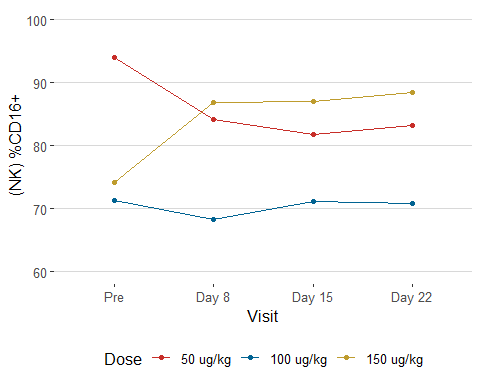 (NK) %CD16+
100
90
80
70
60
Pre Day 8 Day 15 Day 22
Visit
Dose 50 ug/kg 100 ug/kg 150 ug/kg